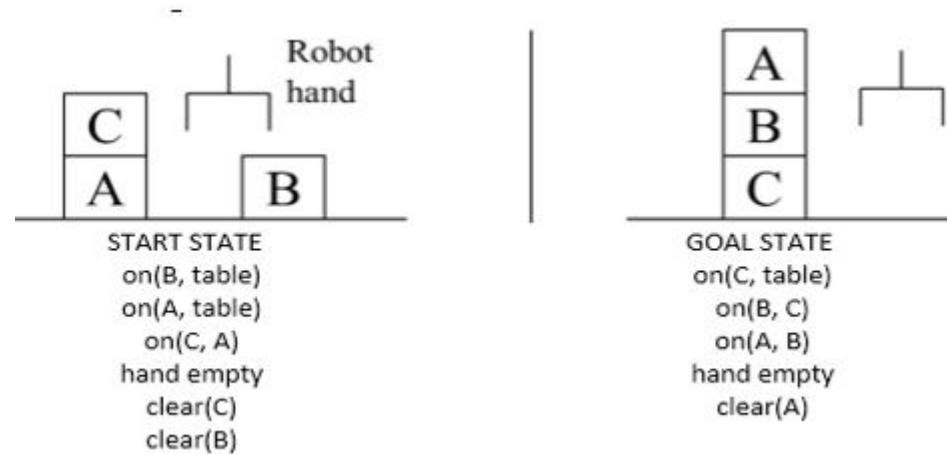 Robot
hand
C
A
B
START STATE
on(B, table)
on(A, table)
on(C, A)
hand empty
clear(C)
clear(B)
A
B
C
GOAL STATE
on(C, table)
on(B, C)
on(A, B)
hand empty
clear(A)